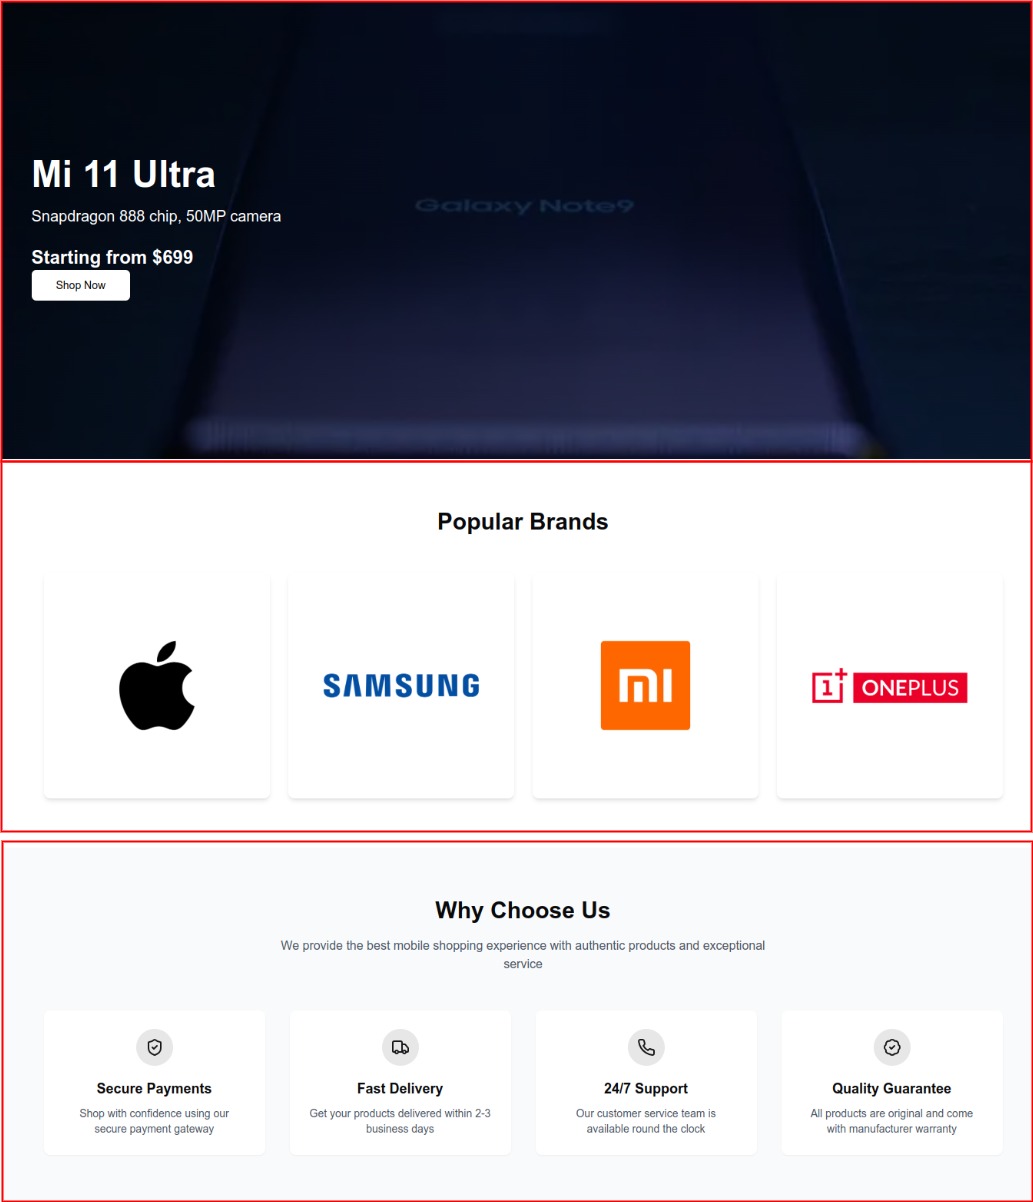 Mi 11 Ultra
Snapdragon 888 chip, 50MP camera
Galaxy Note9
Starting from $699
Shop Now
Popular Brands
SAMSUNG
mi
1+ ONEPLUS
Why Choose Us
We provide the best mobile shopping experience with authentic products and exceptional
service
Secure Payments
Shop with confidence using our
secure payment gateway
Fast Delivery
Get your products delivered within 2-3
business days
24/7 Support
Our customer service team is
available round the clock
Quality Guarantee
All products are original and come
with manufacturer warranty